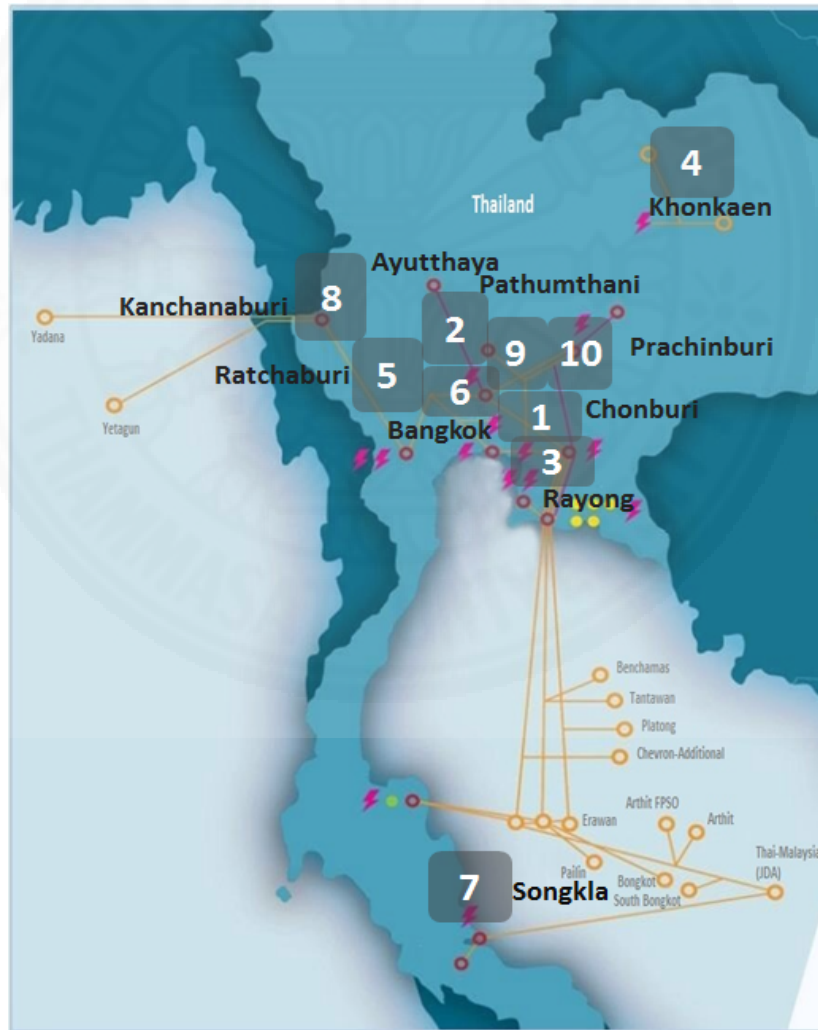 4
Thailand
Khonkaen
Ayutthaya
Pathumthani
Kanchanaburi
8
Yadana
2
9
10
Prachinburi
Ratchaburi
5
6
Yetagun
1
Chonburi
Bangkok
3
Rayong
Benchamas
Tantawan
Platong
Chevron-Additional
Arthit FPSO
Erawan
Arthit
Thai-Malaysia
(JDA)
Pailin
Bongkot
South Bongkot
7
Songkla